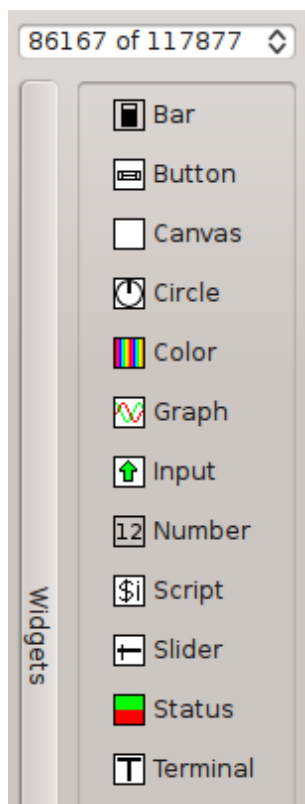 86167 of 117877
Widgets
Bar
Button
Canvas
Circle
Color
Graph
Input
12 Number
$i Script
Slider
Status
T Terminal